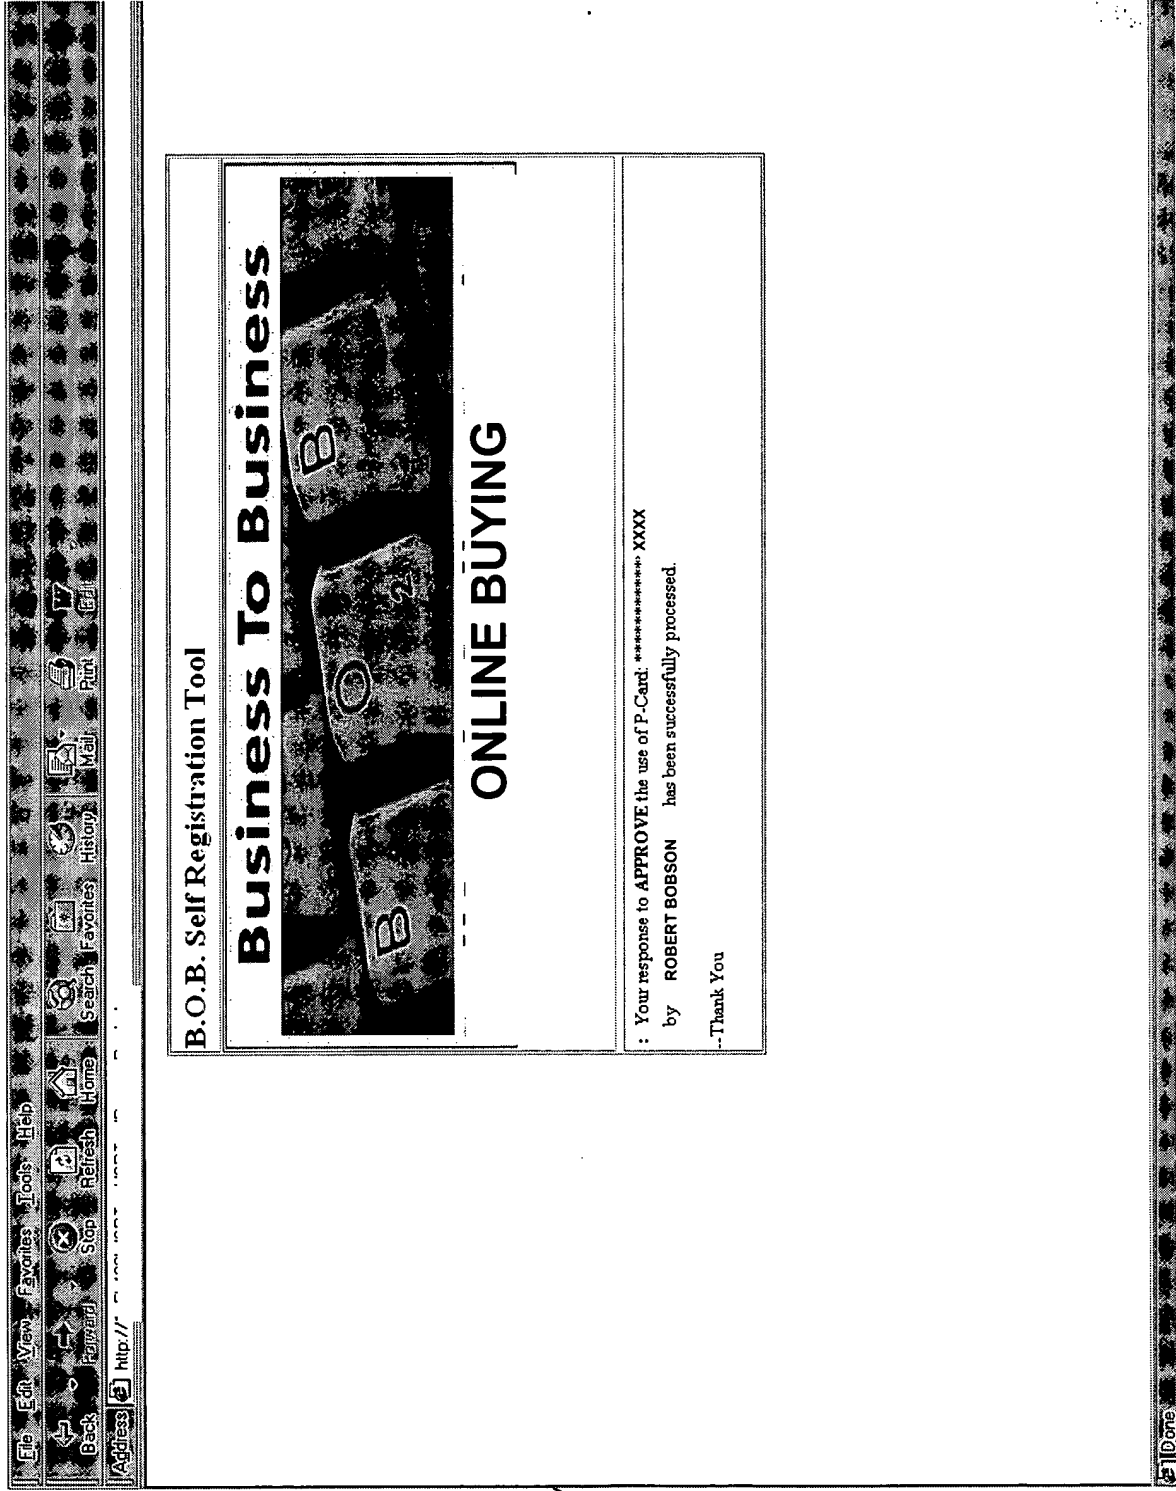 File Edit View Favorites Tools Help
Back Forward Stop Refresh Home Search Favorites History Mail Print Edit
Address http://
B.O.B. Self Registration Tool
Business To Business
B O 2 B
ONLINE BUYING
: Your response to APPROVE the use of P-Card: ************ XXXX
by ROBERT BOBSON has been successfully processed.
--Thank You
Done